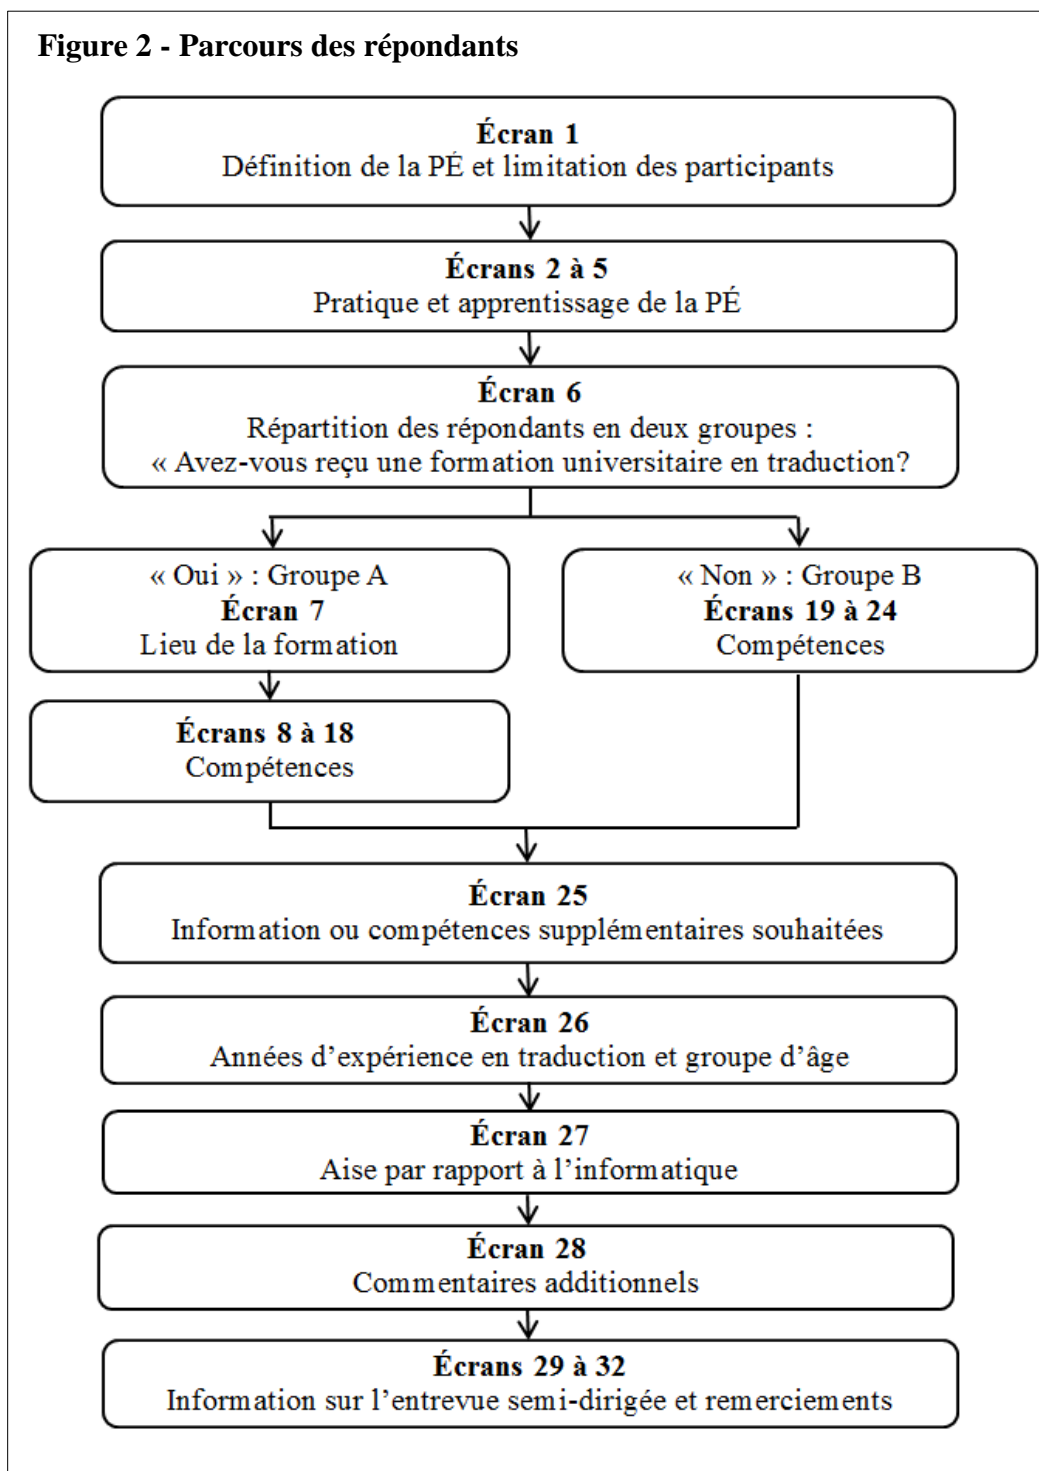 Figure 2 - Parcours des répondants
Écran 1
Définition de la PÉ et limitation des participants
Écrans 2 à 5
Pratique et apprentissage de la PÉ
Écran 6
Répartition des répondants en deux groupes :
« Avez-vous reçu une formation universitaire en traduction?
« Oui » : Groupe A
Écran 7
Lieu de la formation
« Non » : Groupe B
Écrans 19 à 24
Compétences
Écrans 8 à 18
Compétences
Écran 25
Information ou compétences supplémentaires souhaitées
Écran 26
Années d’expérience en traduction et groupe d’âge
Écran 27
Aise par rapport à l’informatique
Écran 28
Commentaires additionnels
Écrans 29 à 32
Information sur l’entrevue semi-dirigée et remerciements